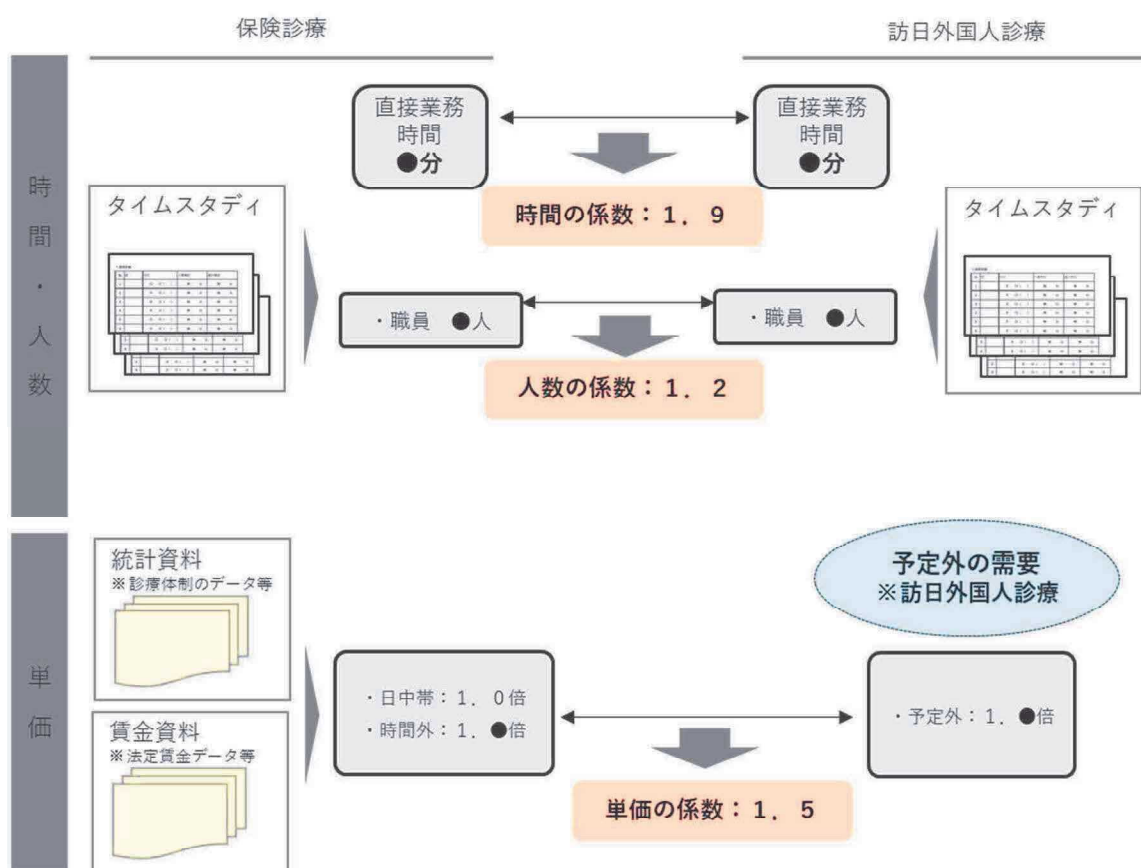 保険診療
訪日外国人診療
時間・人数
直接業務
時間
●分
直接業務
時間
●分
時間の係数：１．９
タイムスタディ
タイムスタディ
・職員　●人
・職員　●人
人数の係数：１．２
単価
統計資料
※診療体制のデータ等
予定外の需要
※訪日外国人診療
・日中帯：１．０倍
・時間外：１．●倍
・予定外：１．●倍
賃金資料
※法定賃金データ等
単価の係数：１．５